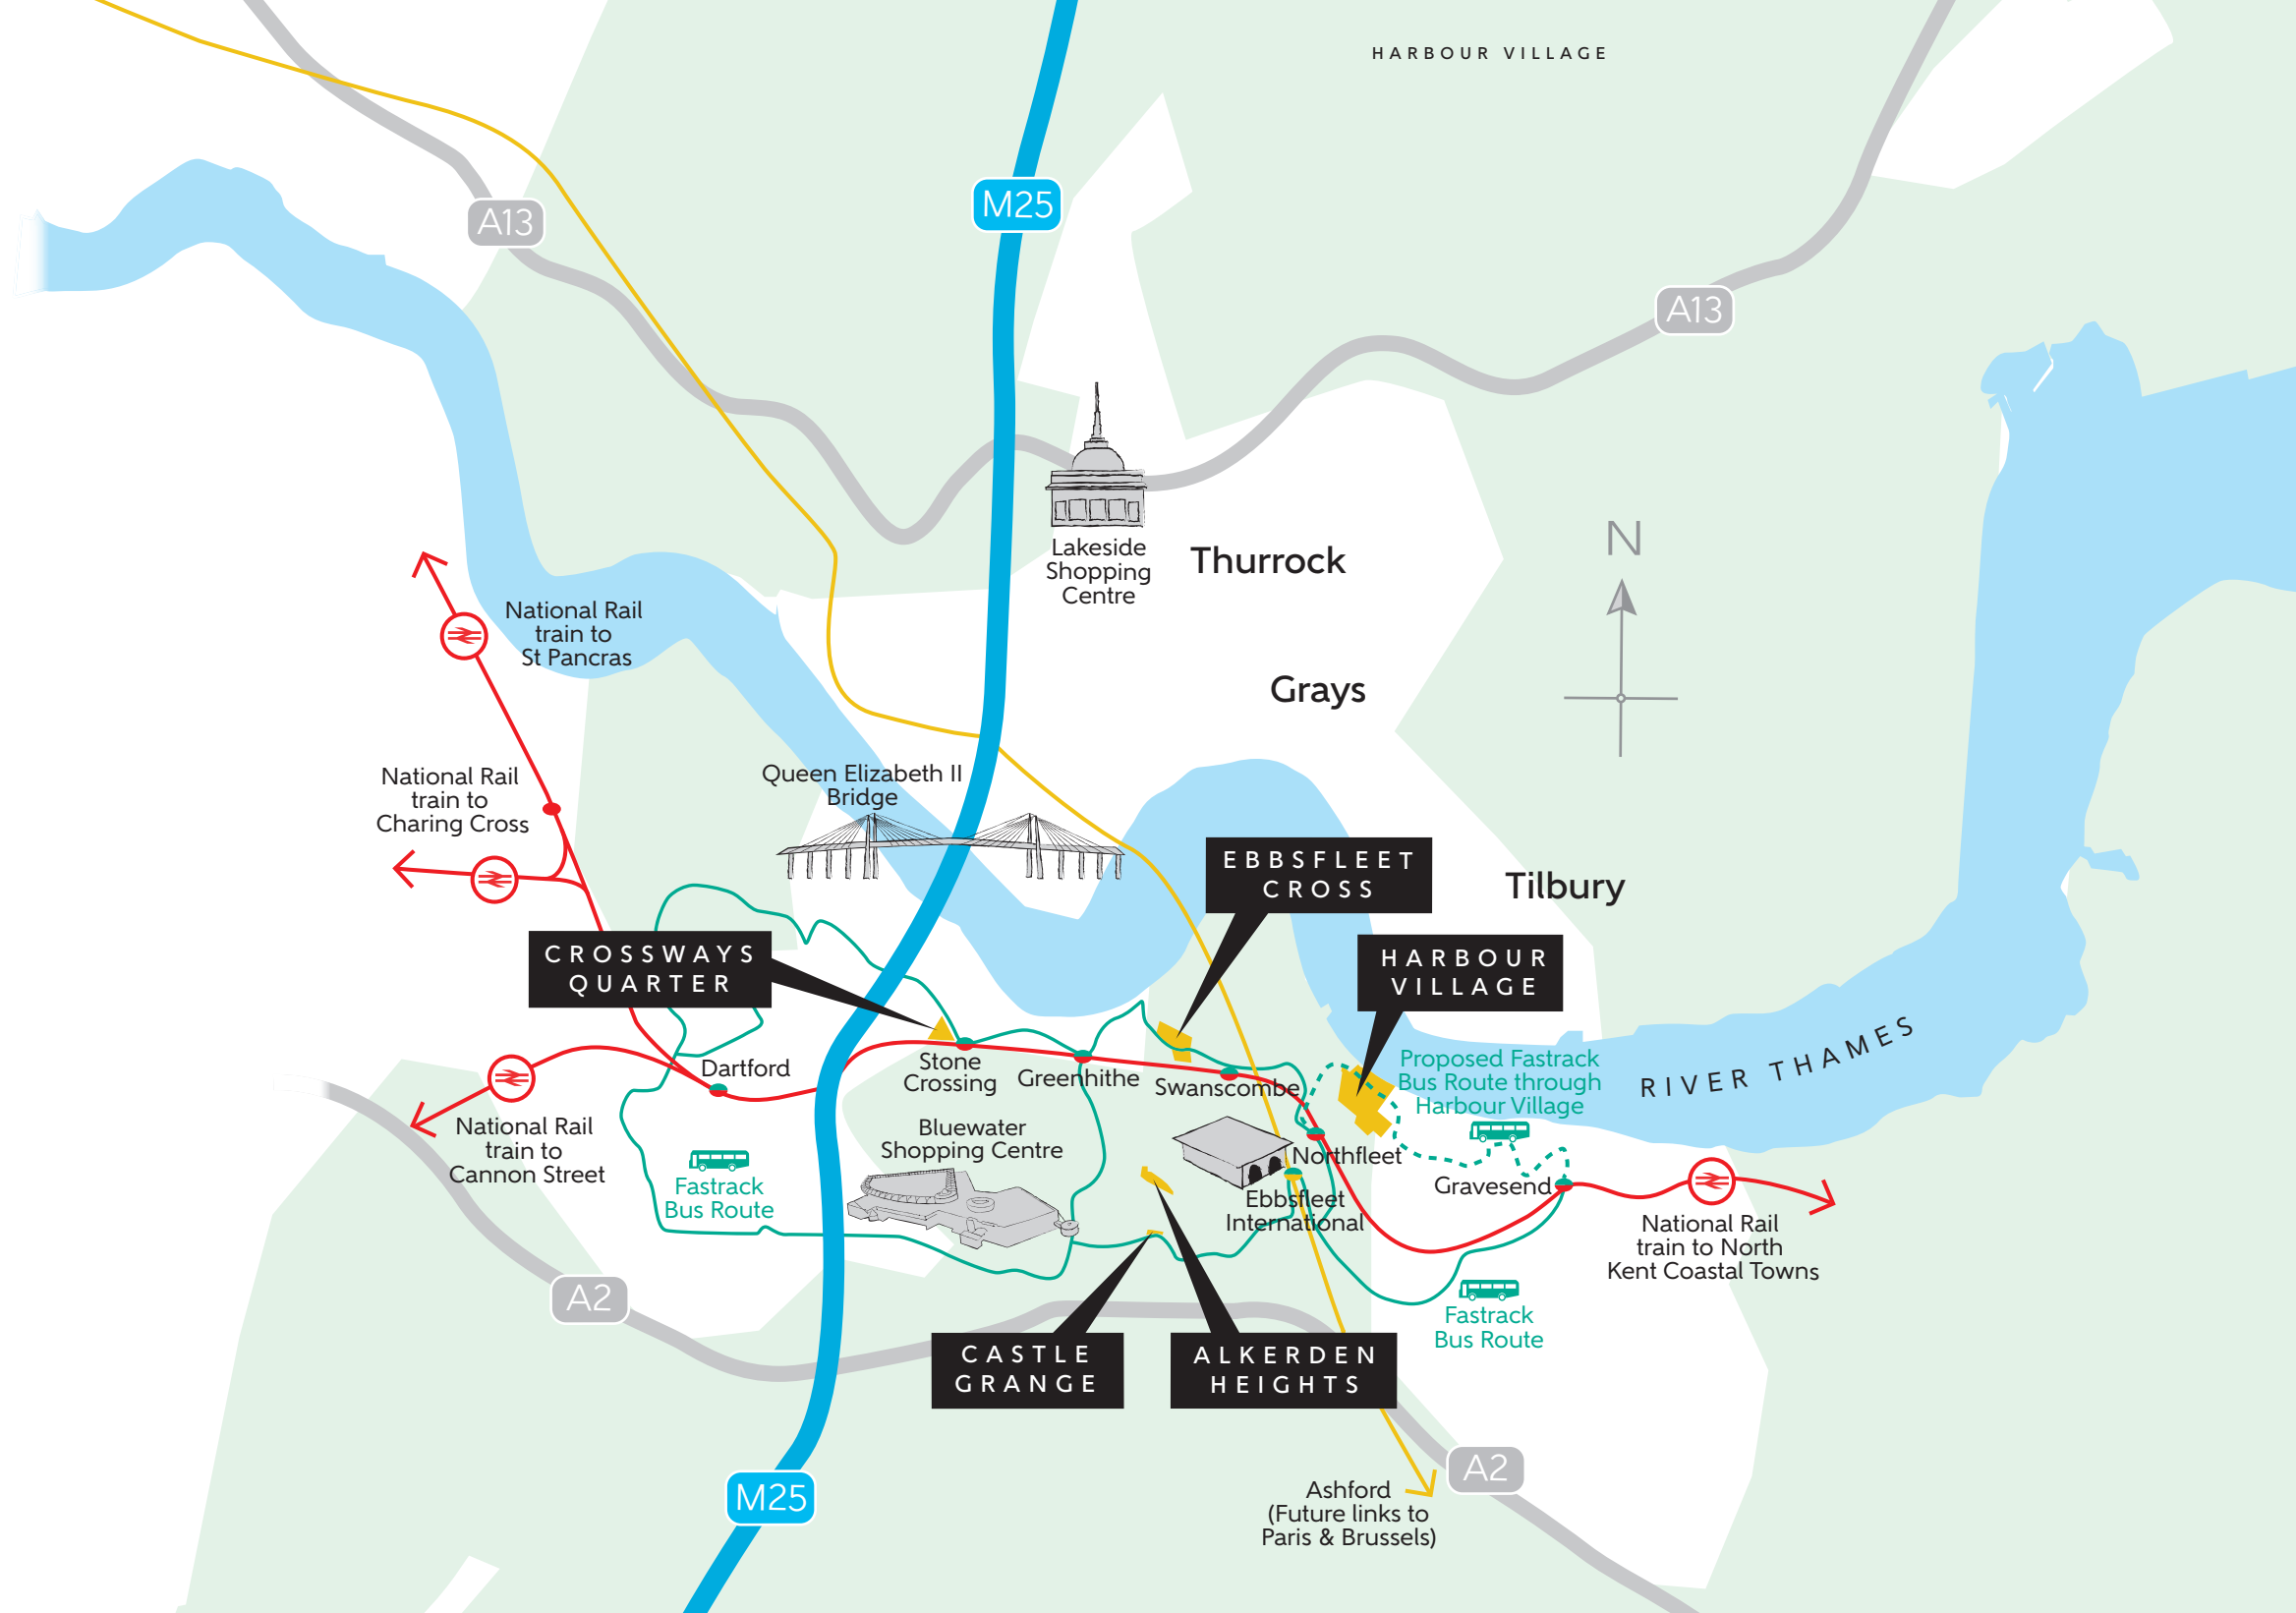 HARBOUR VILLAGE
M25
A13
A13
Lakeside
Shopping
Centre
Thurrock
N
National Rail
train to
St Pancras
Grays
National Rail
train to
Charing Cross
Queen Elizabeth II
Bridge
EBBSFLEET
CROSS
Tilbury
CROSSWAYS
QUARTER
HARBOUR
VILLAGE
RIVER THAMES
Dartford
Stone
Crossing
Greenhithe
Swanscombe
Proposed Fastrack
Bus Route through
Harbour Village
National Rail
train to
Cannon Street
Bluewater
Shopping Centre
Northfleet
Fastrack
Bus Route
Ebbsfleet
International
Gravesend
National Rail
train to North
Kent Coastal Towns
A2
Fastrack
Bus Route
CASTLE
GRANGE
ALKERDEN
HEIGHTS
M25
A2
Ashford
(Future links to
Paris & Brussels)